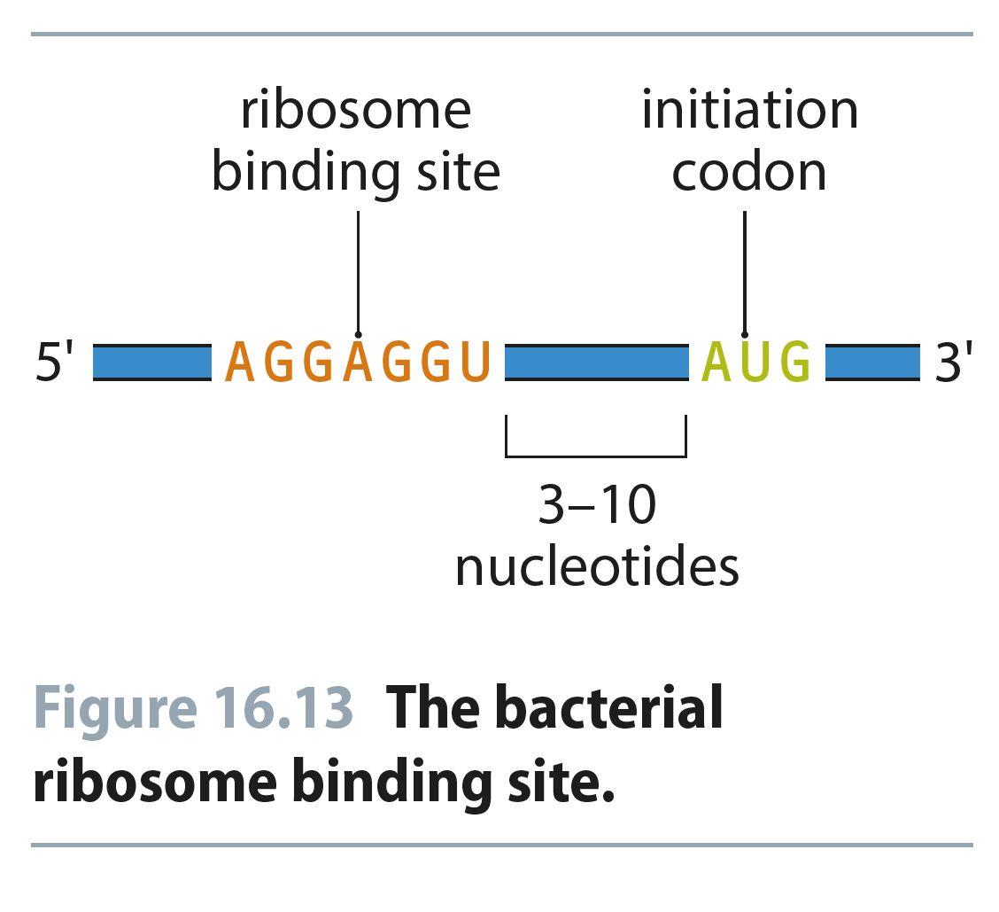 ribosome
binding site
initiation
codon
5' AGGAGGU AUG 3'
3–10
nucleotides
Figure 16.13 The bacterial
ribosome binding site.